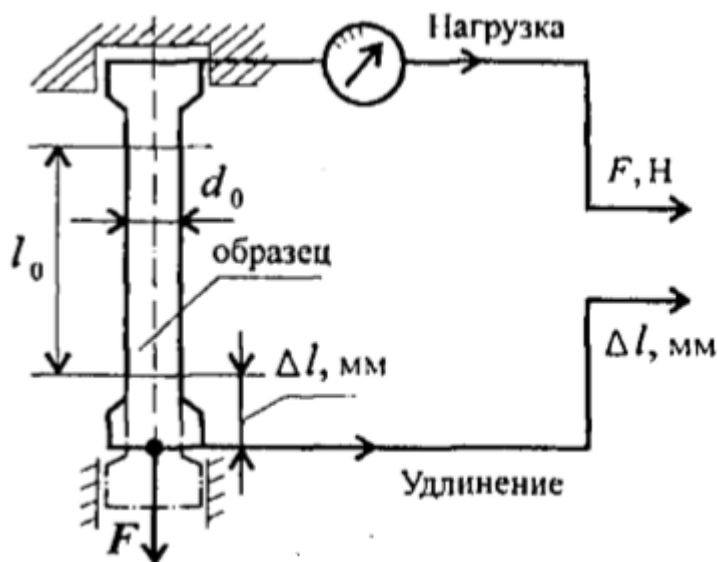 Нагрузка
F, Н
d₀
l₀
образец
Δl, мм
Δl, мм
Удлинение
F